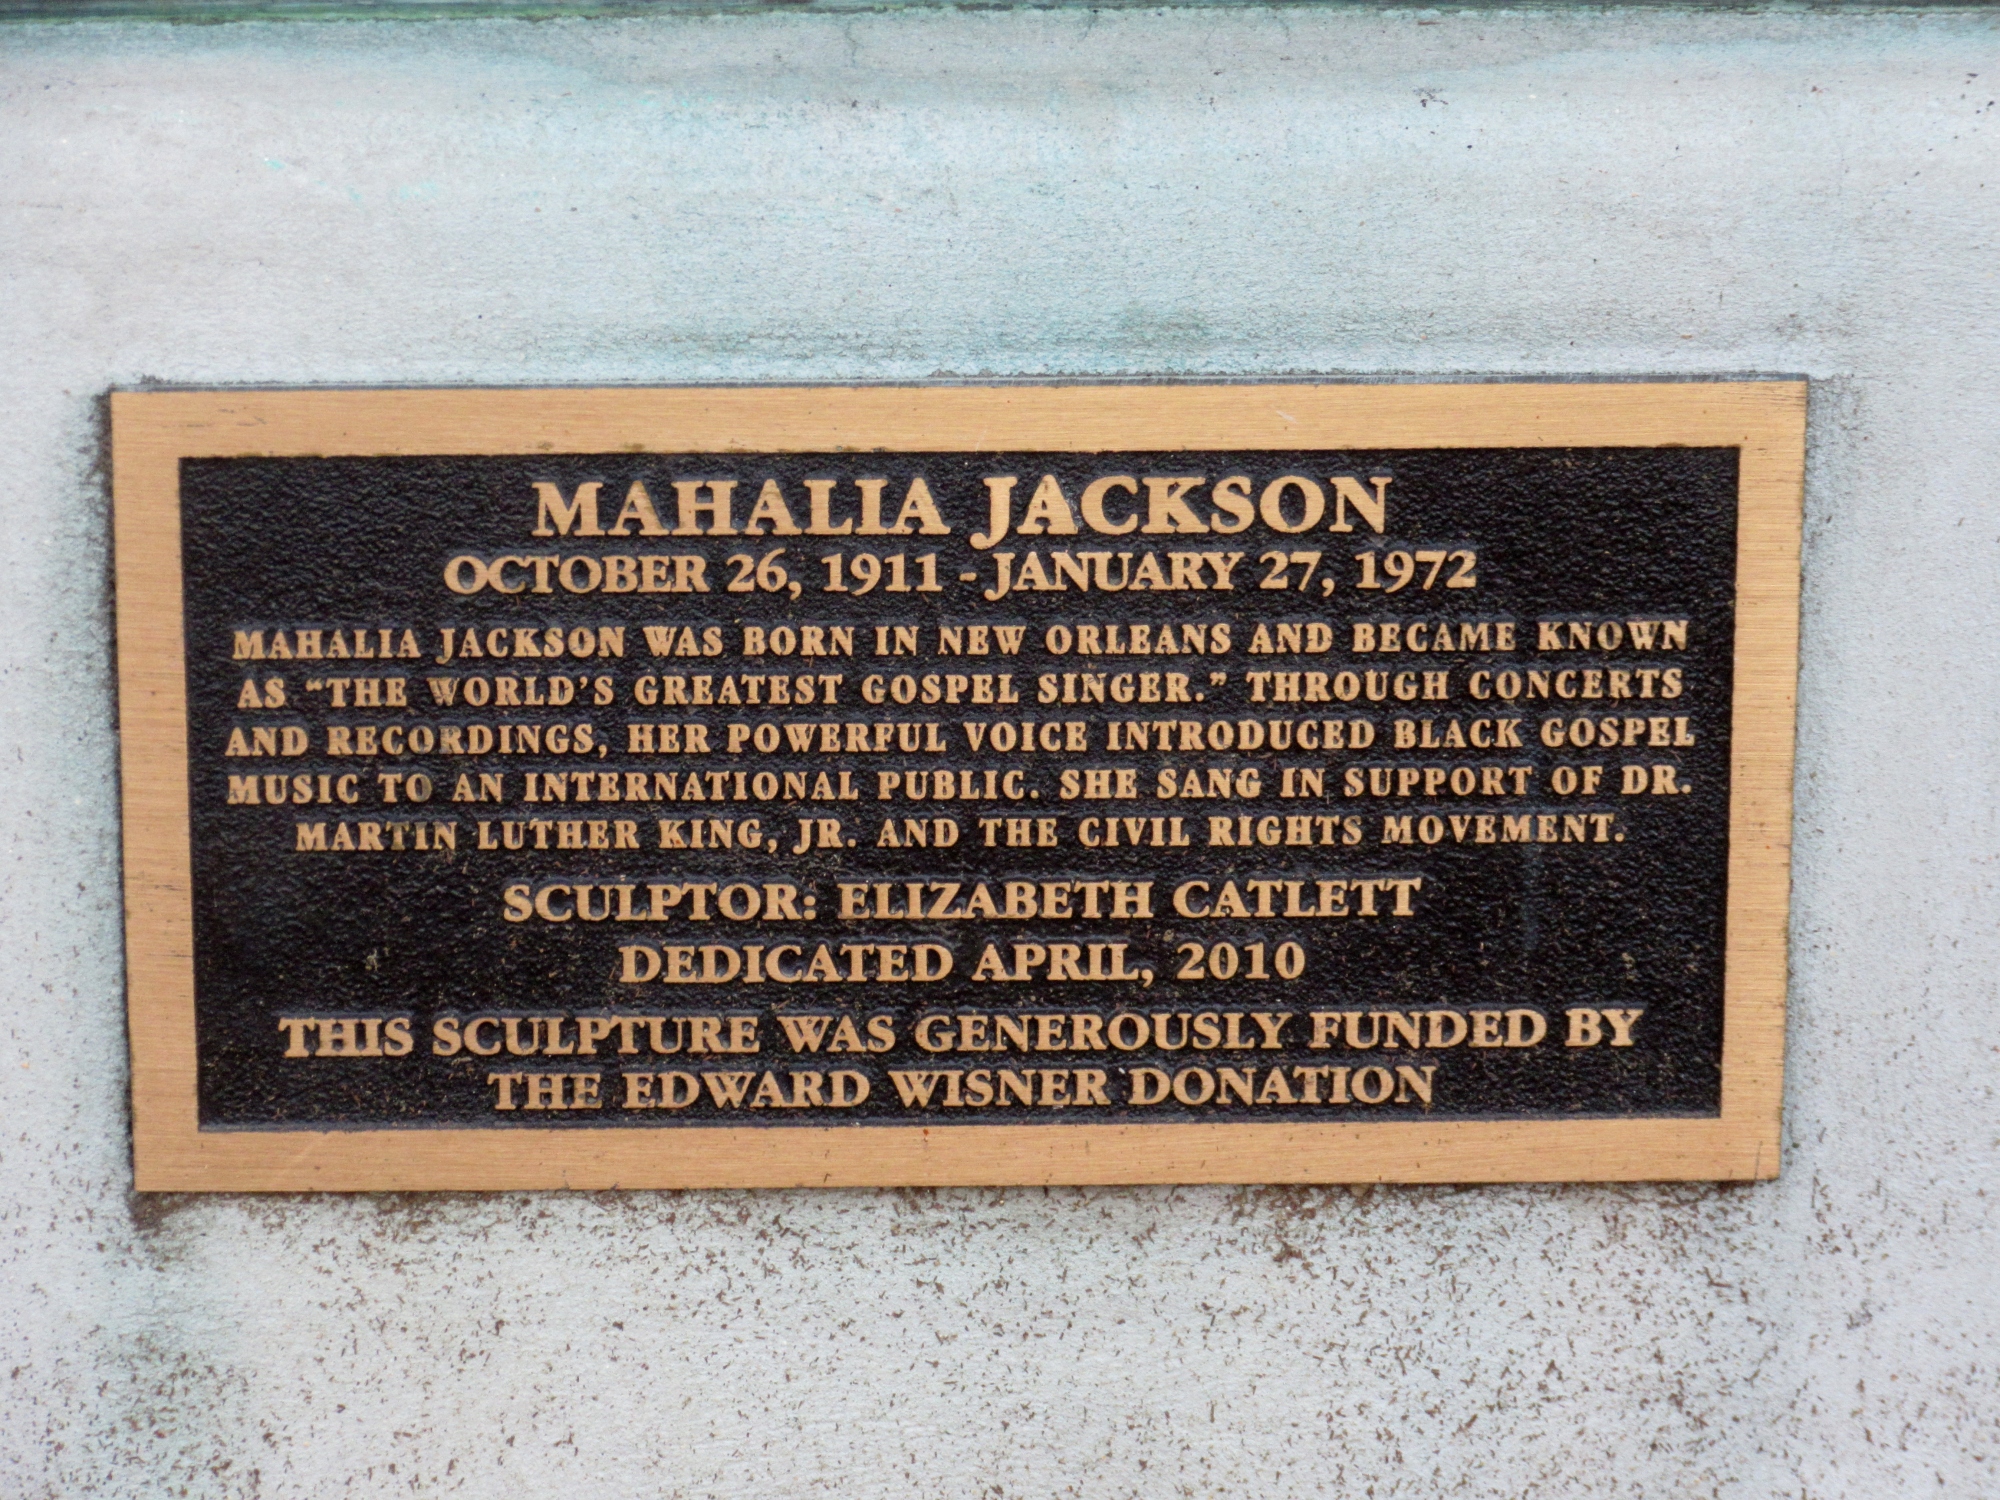 MAHALIA JACKSON
OCTOBER 26, 1911 - JANUARY 27, 1972
MAHALIA JACKSON WAS BORN IN NEW ORLEANS AND BECAME KNOWN
AS “THE WORLD'S GREATEST GOSPEL SINGER.” THROUGH CONCERTS
AND RECORDINGS, HER POWERFUL VOICE INTRODUCED BLACK GOSPEL
MUSIC TO AN INTERNATIONAL PUBLIC. SHE SANG IN SUPPORT OF DR.
MARTIN LUTHER KING, JR. AND THE CIVIL RIGHTS MOVEMENT.
SCULPTOR: ELIZABETH CATLETT
DEDICATED APRIL, 2010
THIS SCULPTURE WAS GENEROUSLY FUNDED BY
THE EDWARD WISNER DONATION